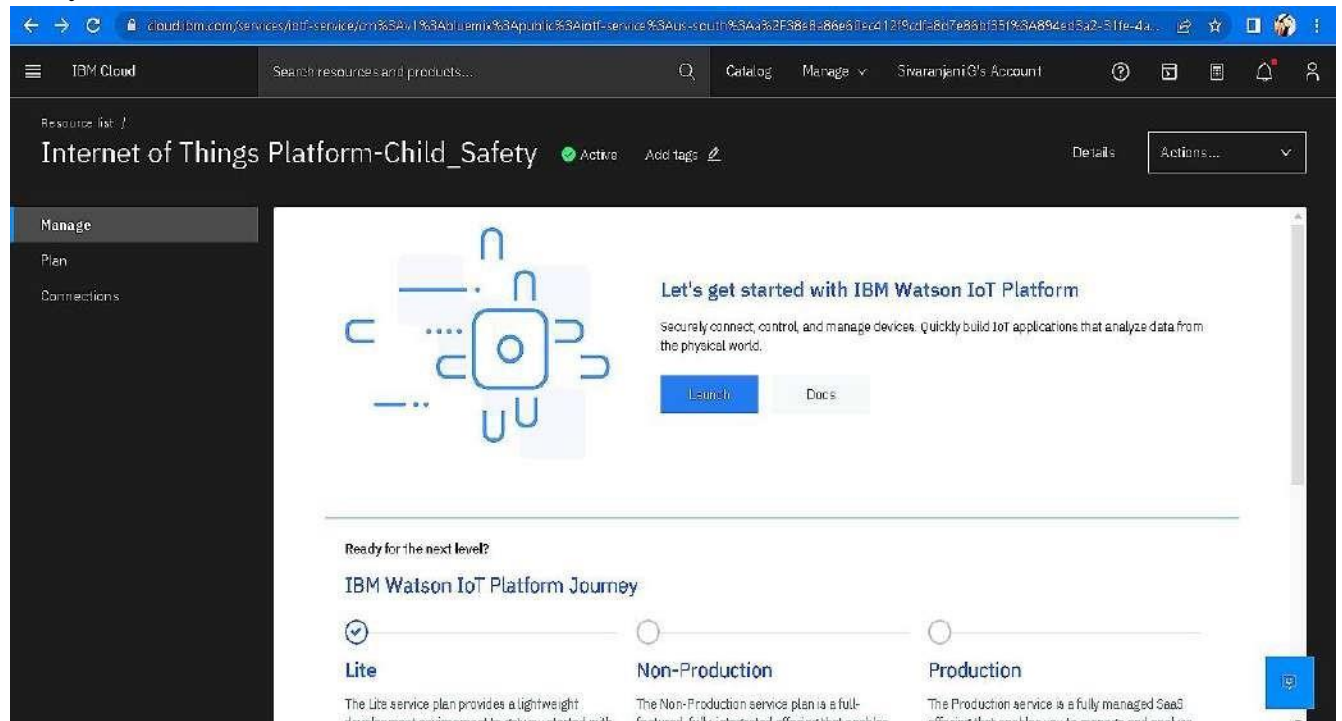 IBM Cloud
Search resources and products...
Catalog
Manage
Sivaranjani G's Account
Resource list /
Internet of Things Platform-Child_Safety
Active
Add tags
Details
Actions...
Manage
Plan
Connections
Let's get started with IBM Watson IoT Platform
Securely connect, control, and manage devices. Quickly build IoT applications that analyze data from
the physical world.
Launch
Docs
Ready for the next level?
IBM Watson IoT Platform Journey
Lite
Non-Production
Production
The Lite service plan provides a lightweight
The Non-Production service plan is a full-
The Production service is a fully managed SaaS